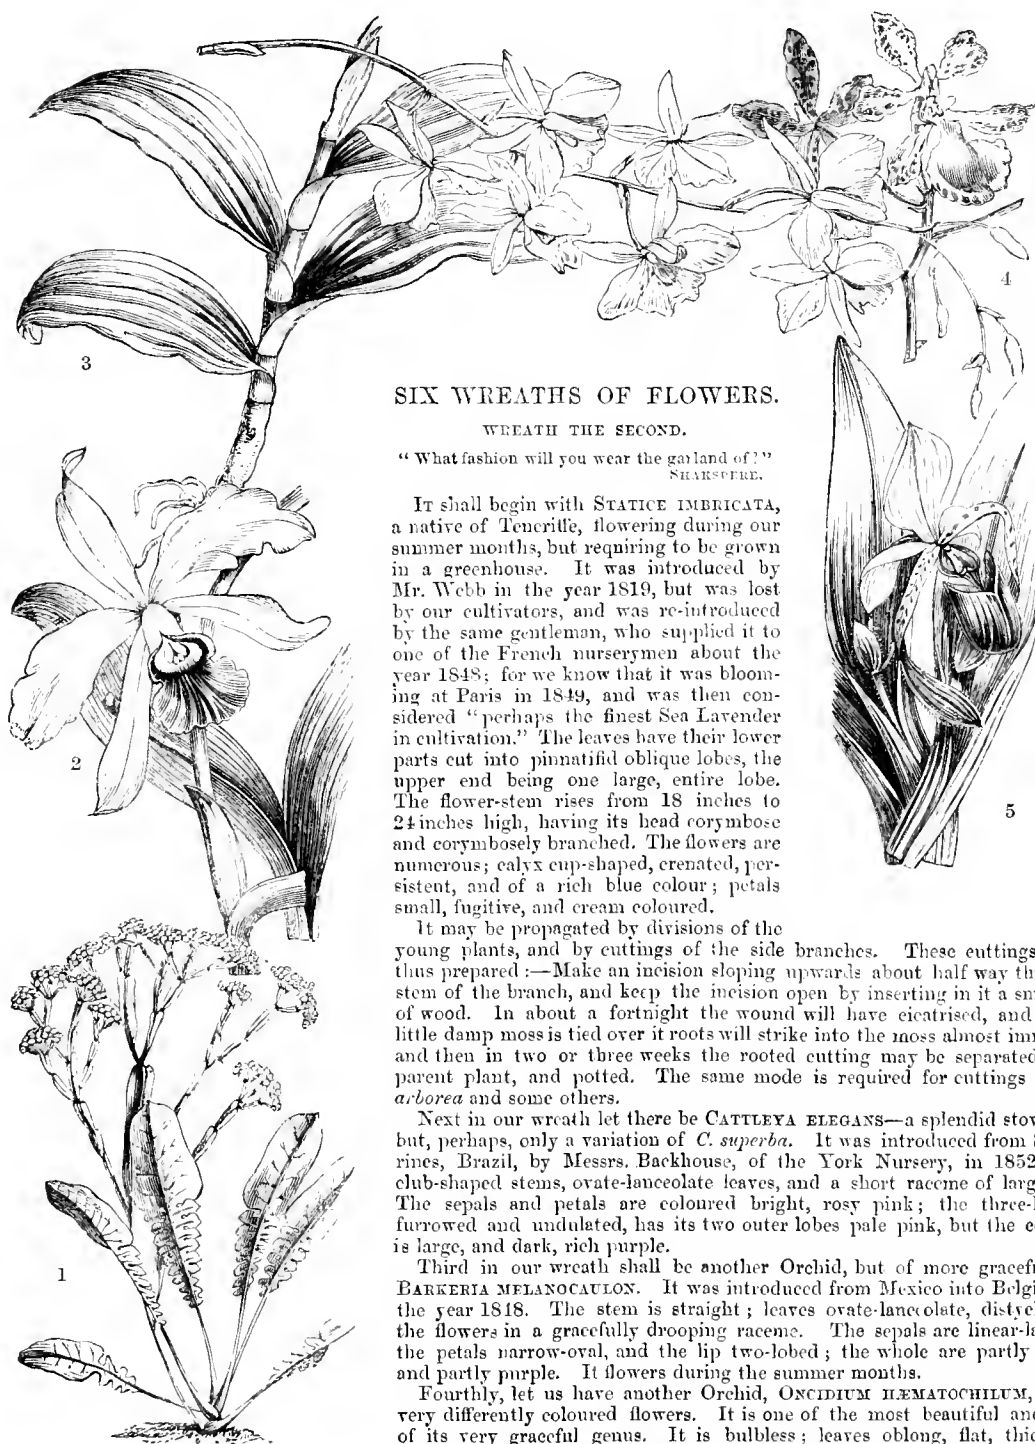 SIX WREATHS OF FLOWERS.
WREATH THE SECOND.
“ What fashion will you wear the garland of?”
SHAKSPERE.
IT shall begin with STATICE IMBRICATA,
a native of Teneriffe, flowering during our
summer months, but requiring to be grown
in a greenhouse. It was introduced by
Mr. Webb in the year 1819, but was lost
by our cultivators, and was re-introduced
by the same gentleman, who supplied it to
one of the French nurserymen about the
year 1848; for we know that it was bloom-
ing at Paris in 1849, and was then con-
sidered “perhaps the finest Sea Lavender
in cultivation.” The leaves have their lower
parts cut into pinnatifid oblique lobes, the
upper end being one large, entire lobe.
The flower-stem rises from 18 inches to
24 inches high, having its head corymbose
and corymbosely branched. The flowers are
numerous; calyx cup-shaped, crenated, per-
sistent, and of a rich blue colour; petals
small, fugitive, and cream coloured.
It may be propagated by divisions of the
young plants, and by cuttings of the side branches. These cuttings
thus prepared :—Make an incision sloping upwards about half way th
stem of the branch, and keep the incision open by inserting in it a sm
of wood. In about a fortnight the wound will have cicatrised, and
little damp moss is tied over it roots will strike into the moss almost imm
and then in two or three weeks the rooted cutting may be separated
parent plant, and potted. The same mode is required for cuttings
arborea and some others.
Next in our wreath let there be CATTLEYA ELEGANS—a splendid stov
but, perhaps, only a variation of C. superba. It was introduced from
rines, Brazil, by Messrs. Backhouse, of the York Nursery, in 1852
club-shaped stems, ovate-lanceolate leaves, and a short raceme of larg
The sepals and petals are coloured bright, rosy pink; the three-
furrowed and undulated, has its two outer lobes pale pink, but the c
is large, and dark, rich purple.
Third in our wreath shall be another Orchid, but of more gracef
BARKERIA MELANOCAULON. It was introduced from Mexico into Belgi
the year 1848. The stem is straight; leaves ovate-lanceolate, distyc
the flowers in a gracefully drooping raceme. The sepals are linear-l
the petals narrow-oval, and the lip two-lobed; the whole are partly
and partly purple. It flowers during the summer months.
Fourthly, let us have another Orchid, ONCIDIUM HÆMATOCHILUM,
very differently coloured flowers. It is one of the most beautiful an
of its very graceful genus. It is bulbless; leaves oblong, flat, thic
1
2
3
4
5